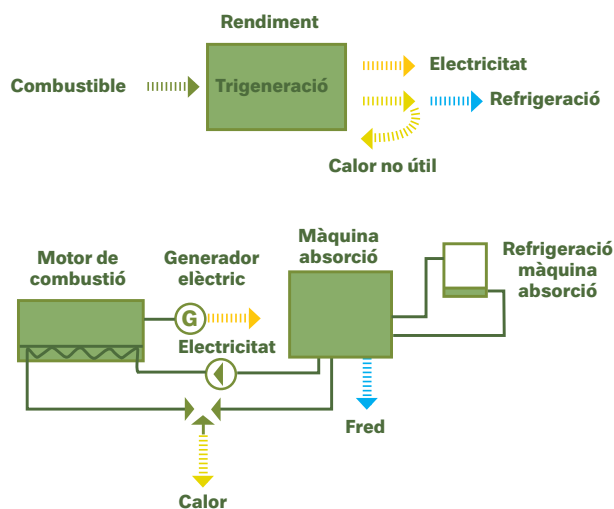 Rendiment
Combustible
Trigeneració
Electricitat
Refrigeració
Calor no útil
Motor de
combustió
Generador
elèctric
Màquina
absorció
Refrigeració
màquina
absorció
G
Electricitat
Fred
Calor